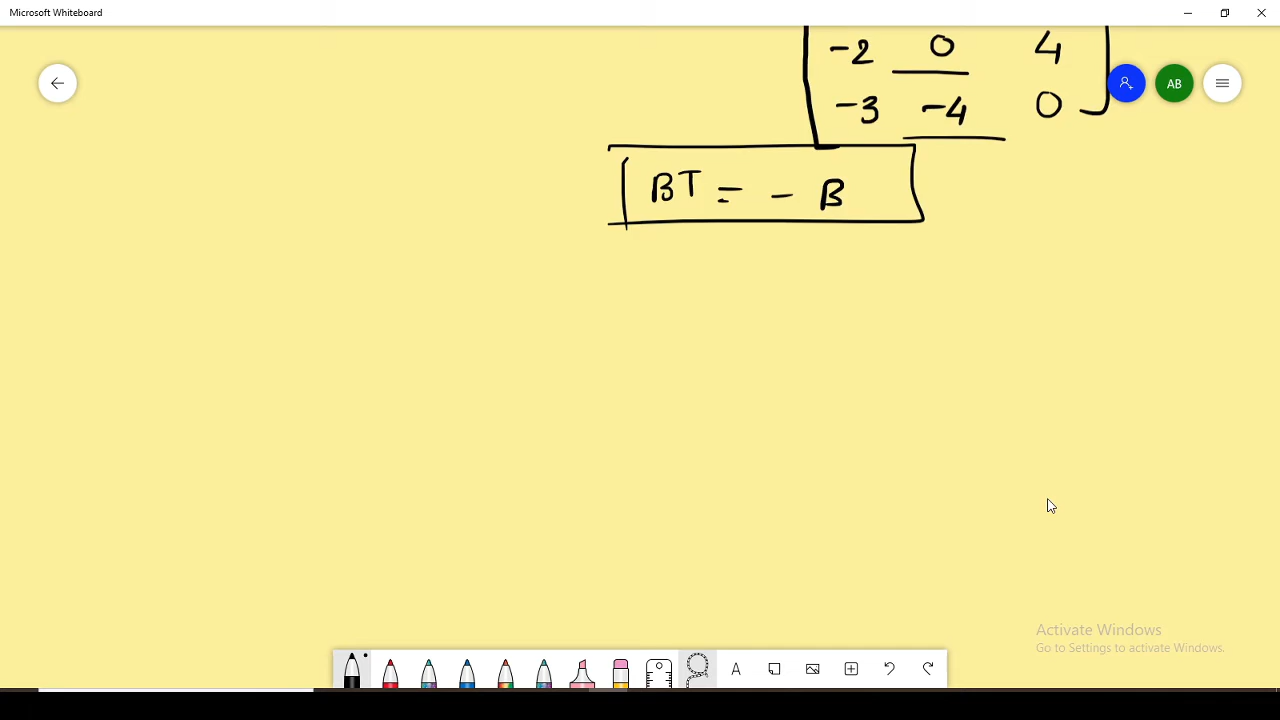 Microsoft Whiteboard
-2 0 4
-3 -4 0
AB
BT = - B
Activate Windows
Go to Settings to activate Windows.
A